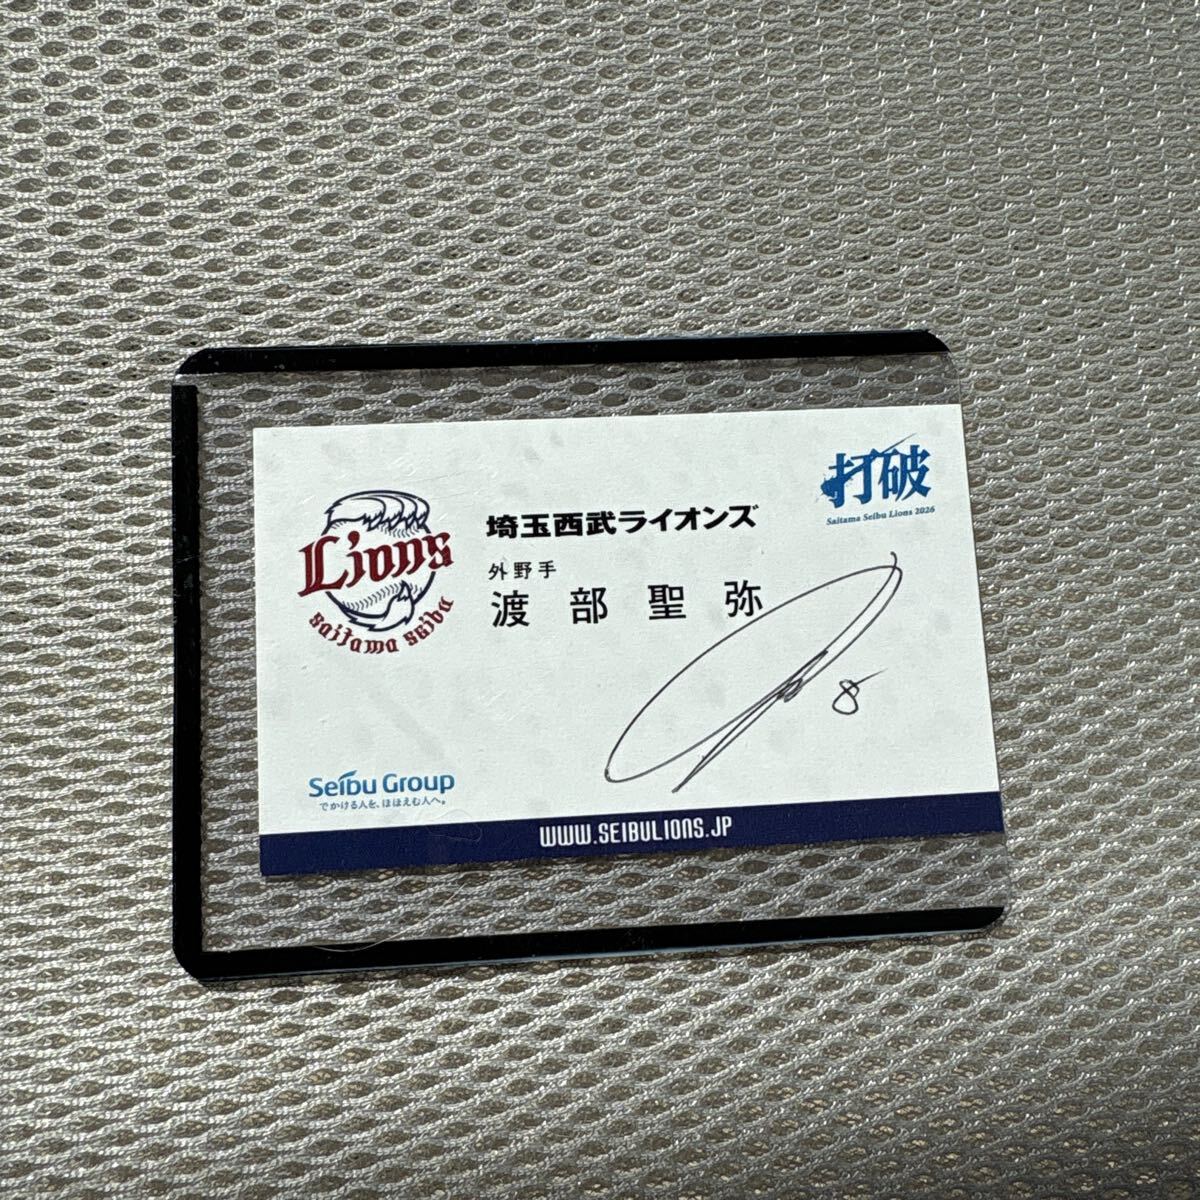 Lions
saitama seibu
埼玉西武ライオンズ
外野手
渡部聖弥
打破
Saitama Seibu Lions 2026
8
Seibu Group
でかける人を、ほほえむ人へ。
WWW.SEIBULIONS.JP